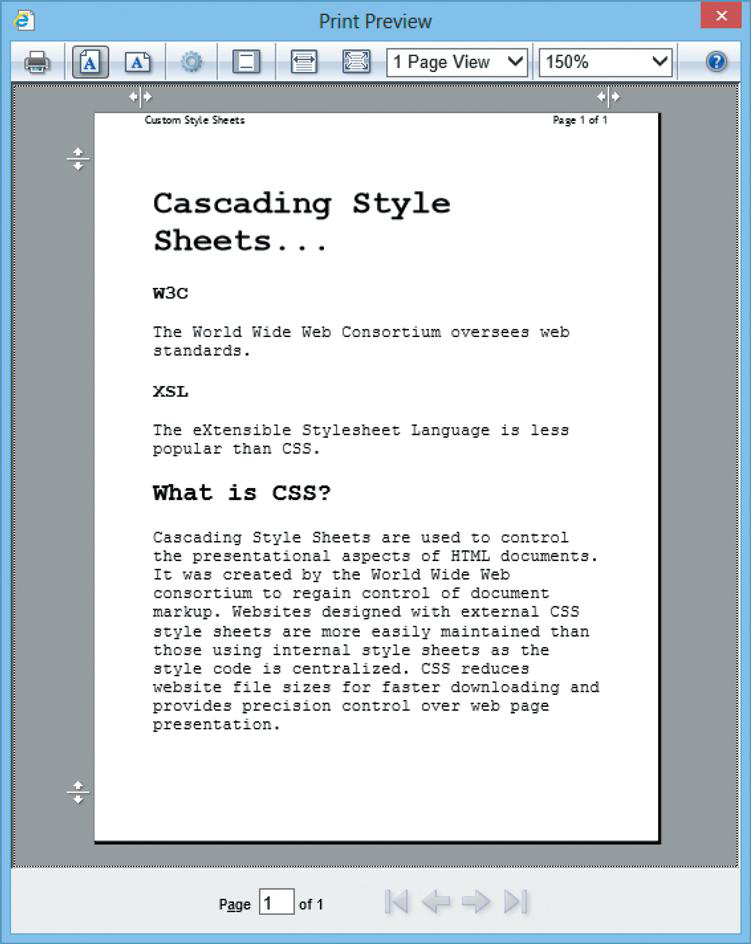 Print Preview
1 Page View 150%
Custom Style Sheets Page 1 of 1
Cascading Style
Sheets...
W3C
The World Wide Web Consortium oversees web
standards.
XSL
The eXtensible Stylesheet Language is less
popular than CSS.
What is CSS?
Cascading Style Sheets are used to control
the presentational aspects of HTML documents.
It was created by the World Wide Web
consortium to regain control of document
markup. Websites designed with external CSS
style sheets are more easily maintained than
those using internal style sheets as the
style code is centralized. CSS reduces
website file sizes for faster downloading and
provides precision control over web page
presentation.
Page 1 of 1